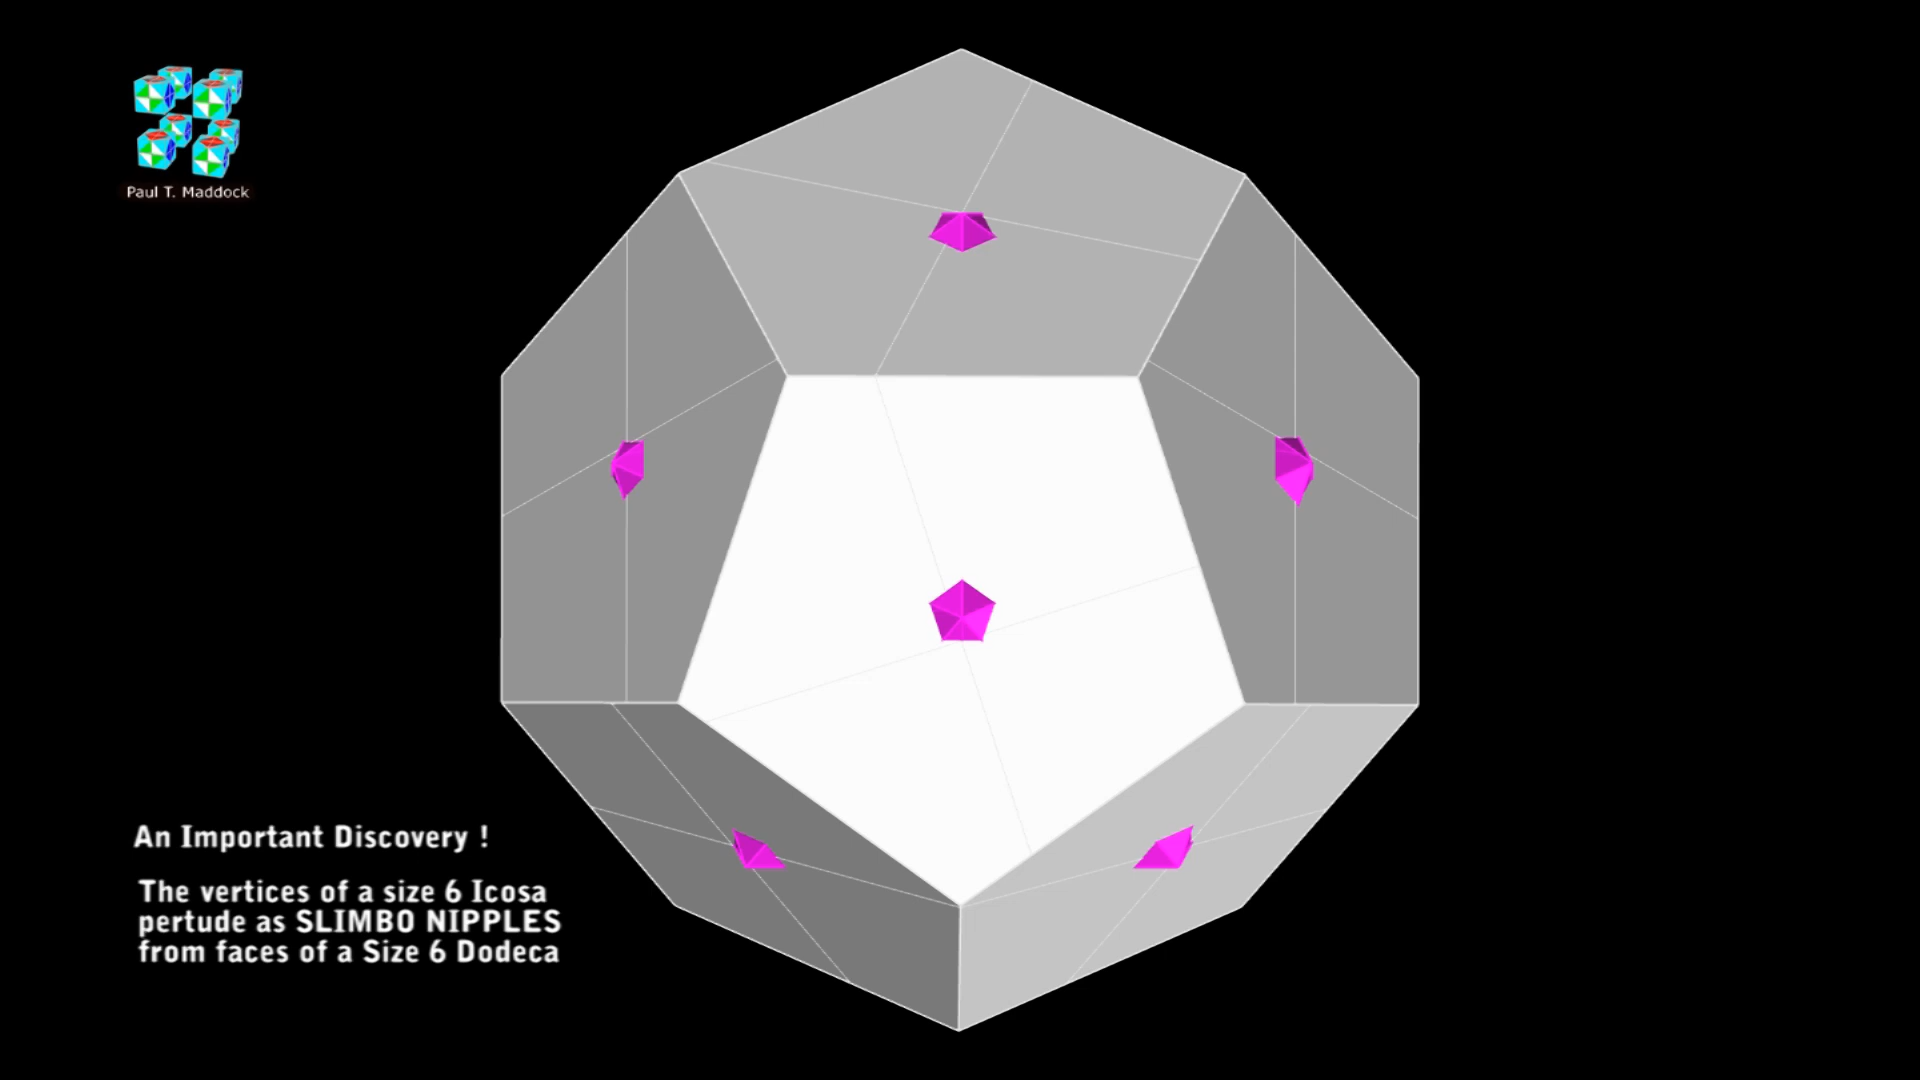 Paul T. Maddock
An Important Discovery !
The vertices of a size 6 Icosa
pertude as SLIMBO NIPPLES
from faces of a Size 6 Dodeca